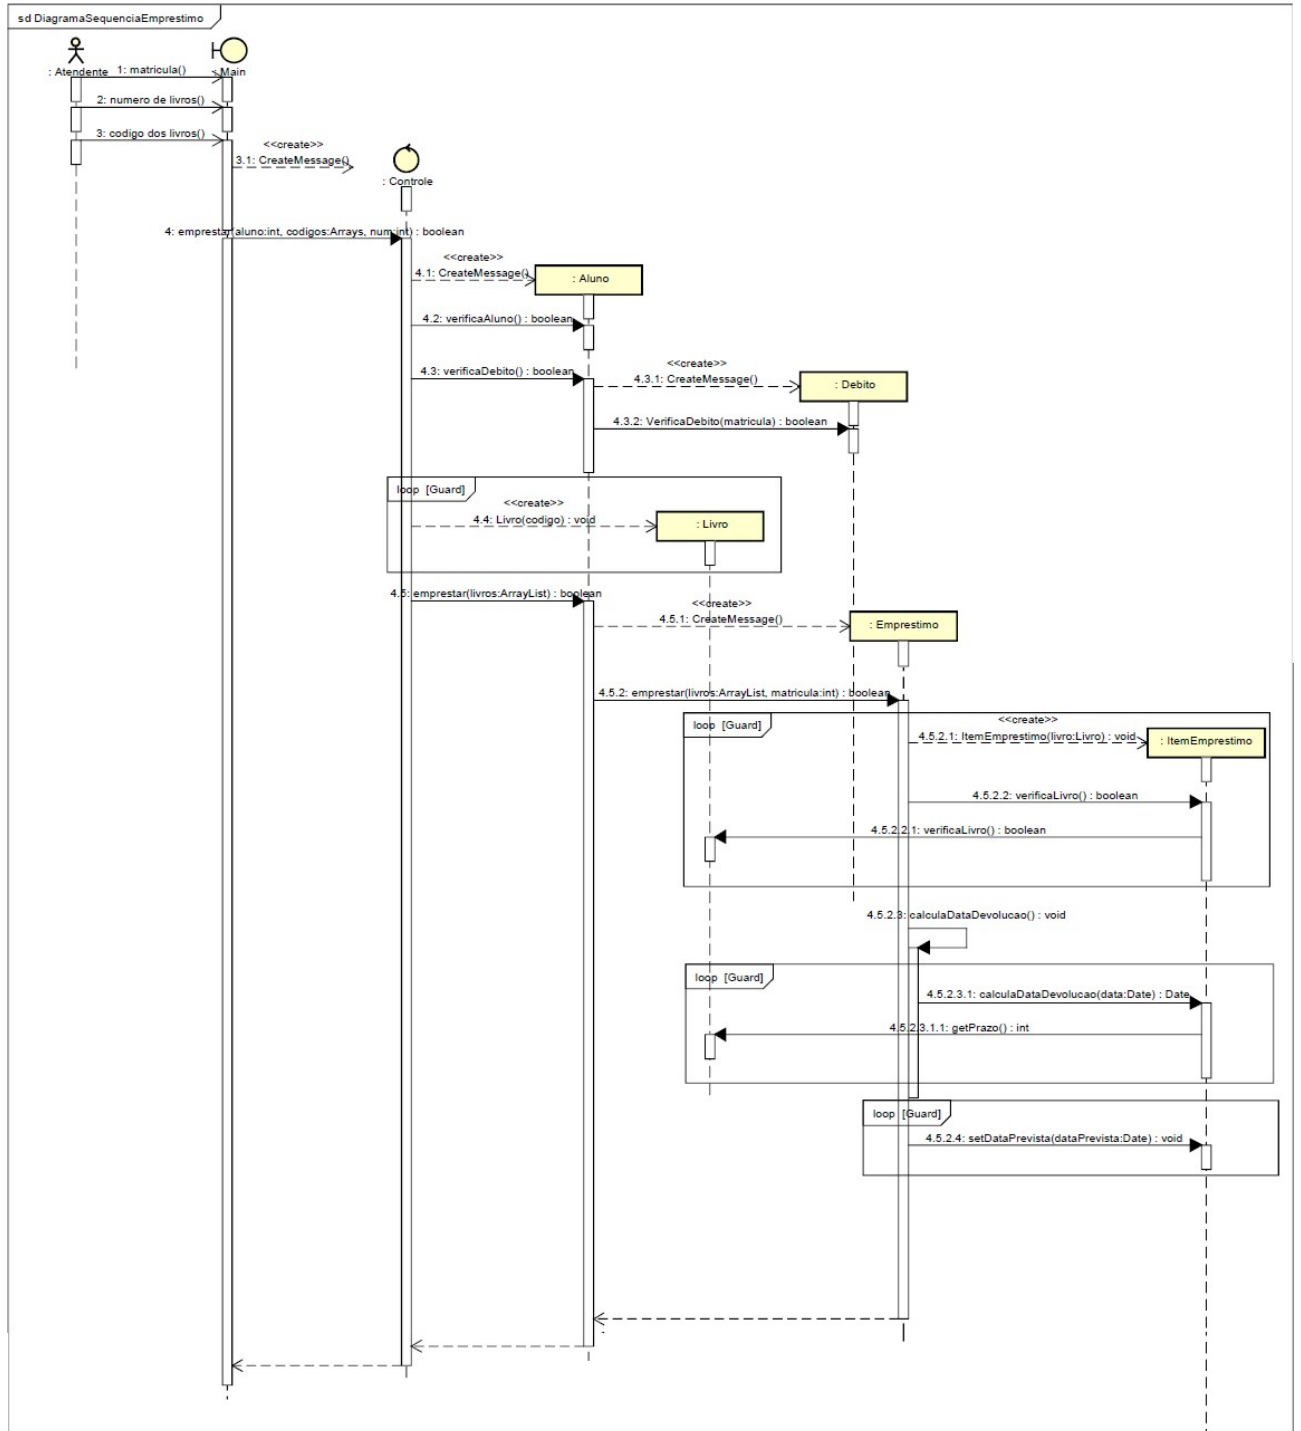 sd DiagramaSequenciaEmprestimo
: Atendente
: Main
1: matricula()
2: numero de livros()
3: codigo dos livros()
<<create>>
3.1: CreateMessage()
: Controle
4: emprestar(aluno:int, codigos:Arrays, num:int) : boolean
<<create>>
4.1: CreateMessage()
: Aluno
4.2: verificaAluno() : boolean
<<create>>
4.3: verificaDebito() : boolean
4.3.1: CreateMessage()
: Debito
4.3.2: VerificaDebito(matricula) : boolean
loop [Guard]
<<create>>
4.4: Livro(codigo) : void
: Livro
4.5: emprestar(livros:ArrayList) : boolean
<<create>>
4.5.1: CreateMessage()
: Emprestimo
4.5.2: emprestar(livros:ArrayList, matricula:int) : boolean
loop [Guard]
<<create>>
4.5.2.1: ItemEmprestimo(livro:Livro) : void
: ItemEmprestimo
4.5.2.2: verificaLivro() : boolean
4.5.2.2.1: verificaLivro() : boolean
4.5.2.3: calculaDataDevolucao() : void
loop [Guard]
4.5.2.3.1: calculaDataDevolucao(data:Date) : Date
4.5.2.3.1.1: getPrazo() : int
loop [Guard]
4.5.2.4: setDataPrevista(dataPrevista:Date) : void